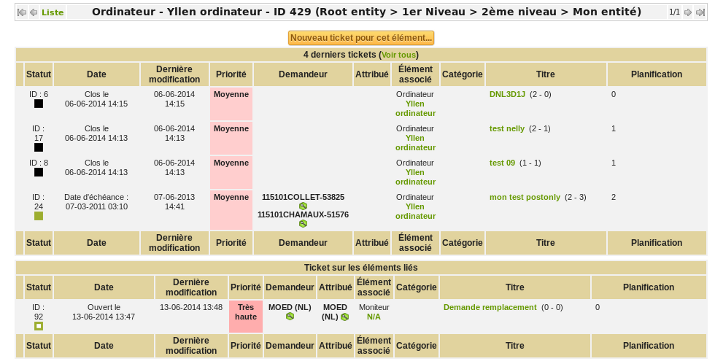 Liste Ordinateur - Yllen ordinateur - ID 429 (Root entity > 1er Niveau > 2ème niveau > Mon entité) 1/1
Nouveau ticket pour cet élément...
4 derniers tickets (Voir tous)
Statut Date Dernière modification Priorité Demandeur Attribué Élément associé Catégorie Titre Planification
ID : 6 Clos le 06-06-2014 14:15 06-06-2014 14:15 Moyenne Ordinateur Yllen ordinateur DNL3D1J (2 - 0) 0
ID : 17 Clos le 06-06-2014 14:13 06-06-2014 14:13 Moyenne Ordinateur Yllen ordinateur test nelly (2 - 1) 1
ID : 8 Clos le 06-06-2014 14:13 06-06-2014 14:13 Moyenne Ordinateur Yllen ordinateur test 09 (1 - 1) 1
ID : 24 Date d'échéance : 07-03-2011 03:10 07-06-2013 14:41 Moyenne 115101COLLET-53825 115101CHAMAUX-51576 Ordinateur Yllen ordinateur mon test postonly (2 - 3) 2
Statut Date Dernière modification Priorité Demandeur Attribué Élément associé Catégorie Titre Planification
Ticket sur les éléments liés
Statut Date Dernière modification Priorité Demandeur Attribué Élément associé Catégorie Titre Planification
ID : 92 Ouvert le 13-06-2014 13:47 13-06-2014 13:48 Très haute MOED (NL) MOED (NL) Moniteur N/A Demande remplacement (0 - 0) 0
Statut Date Dernière modification Priorité Demandeur Attribué Élément associé Catégorie Titre Planification